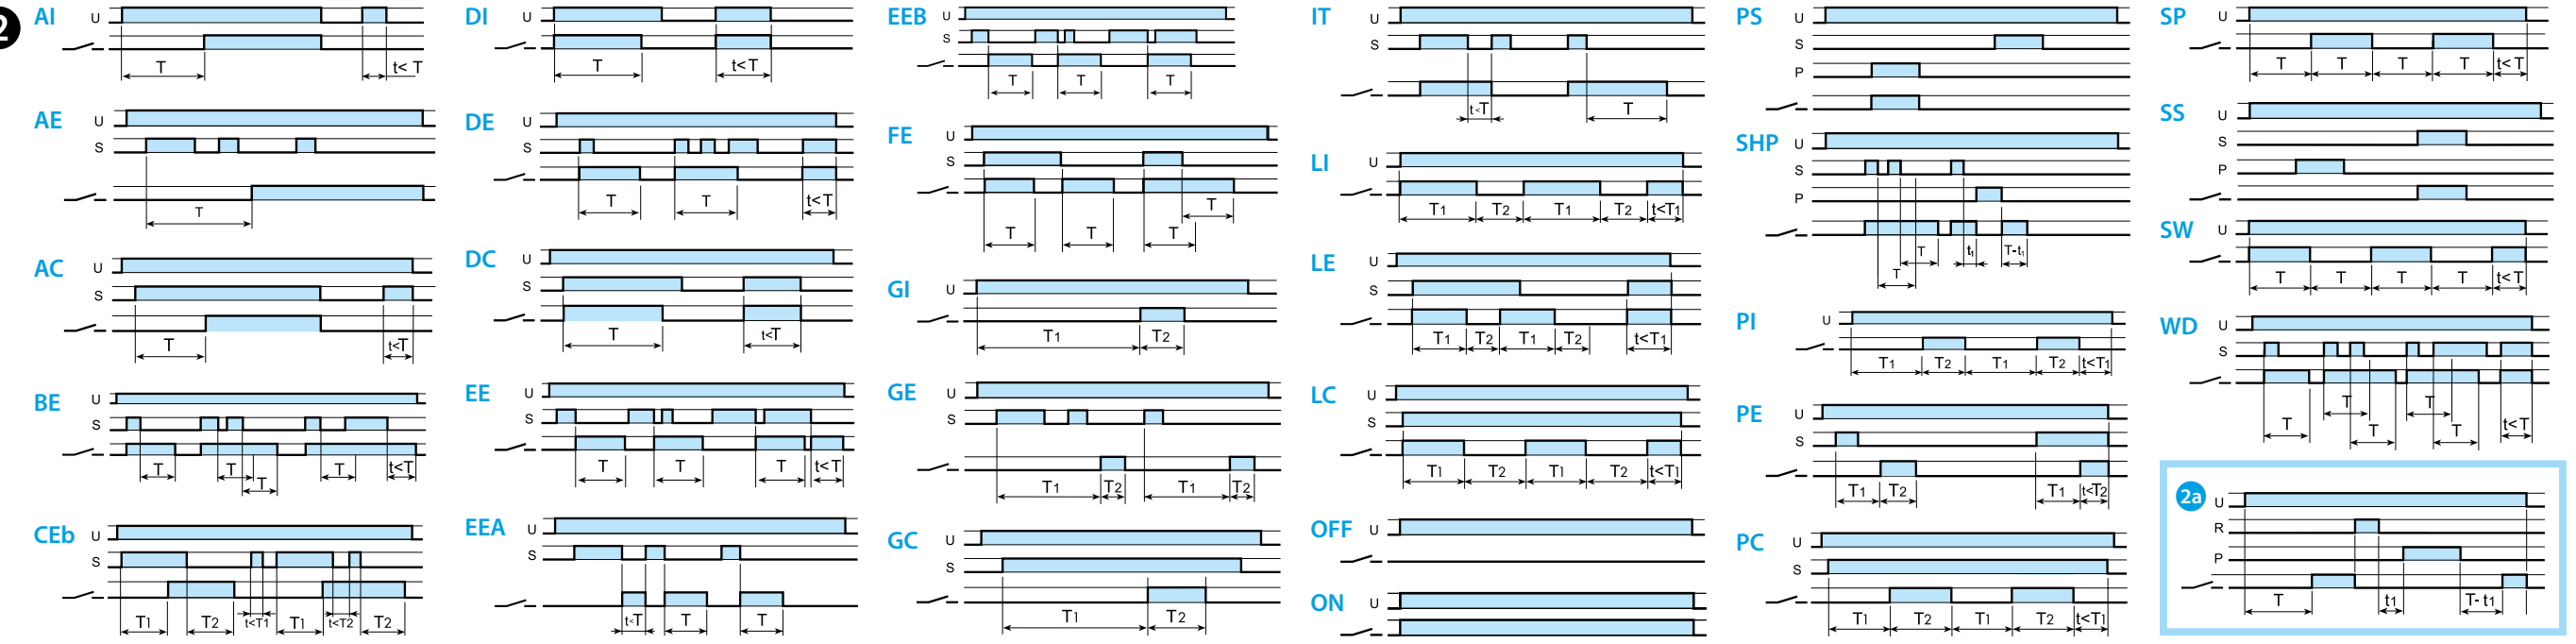 2
AI
U
T
t< T
AE
U
S
T
AC
U
S
T
t<T
BE
U
S
T
T
T
T
t<T
CEb
U
S
T1
T2
t<T1
T1
t<T2
T2
DI
U
T
t<T
DE
U
S
T
T
t<T
DC
U
S
T
t<T
EE
U
S
T
T
T
t<T
EEA
U
S
t<T
T
T
EEB
U
S
T
T
T
FE
U
S
T
T
T
T
GI
U
T1
T2
GE
U
S
T1
T2
T1
T2
GC
U
S
T1
T2
IT
U
S
t<T
T
LI
U
T1
T2
T1
T2
t<T1
LE
U
S
T1
T2
T1
T2
t<T1
LC
U
S
T1
T2
T1
T2
t<T1
OFF
U
ON
U
PS
U
S
P
SHP
U
S
P
T
t1
T-t1
T
PI
U
T1
T2
T1
T2
t<T1
PE
U
S
T1
T2
T1
t<T2
PC
U
S
T1
T2
T1
T2
t<T1
SP
U
T
T
T
T
t<T
SS
U
S
P
SW
U
T
T
T
T
t<T
WD
U
S
T
T
T
T
T
t<T
2a
U
R
P
T
t1
T- t1